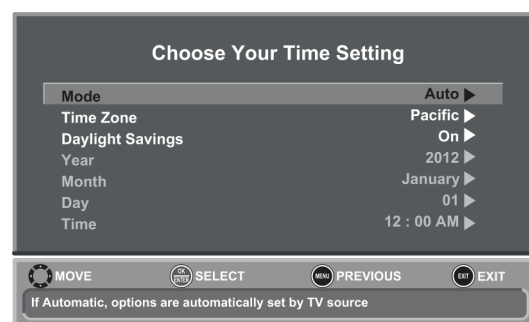 Choose Your Time Setting
Mode Auto
Time Zone Pacific
Daylight Savings On
Year 2012
Month January
Day 01
Time 12 : 00 AM
MOVE OK ENTER SELECT MENU PREVIOUS EXIT EXIT
If Automatic, options are automatically set by TV source